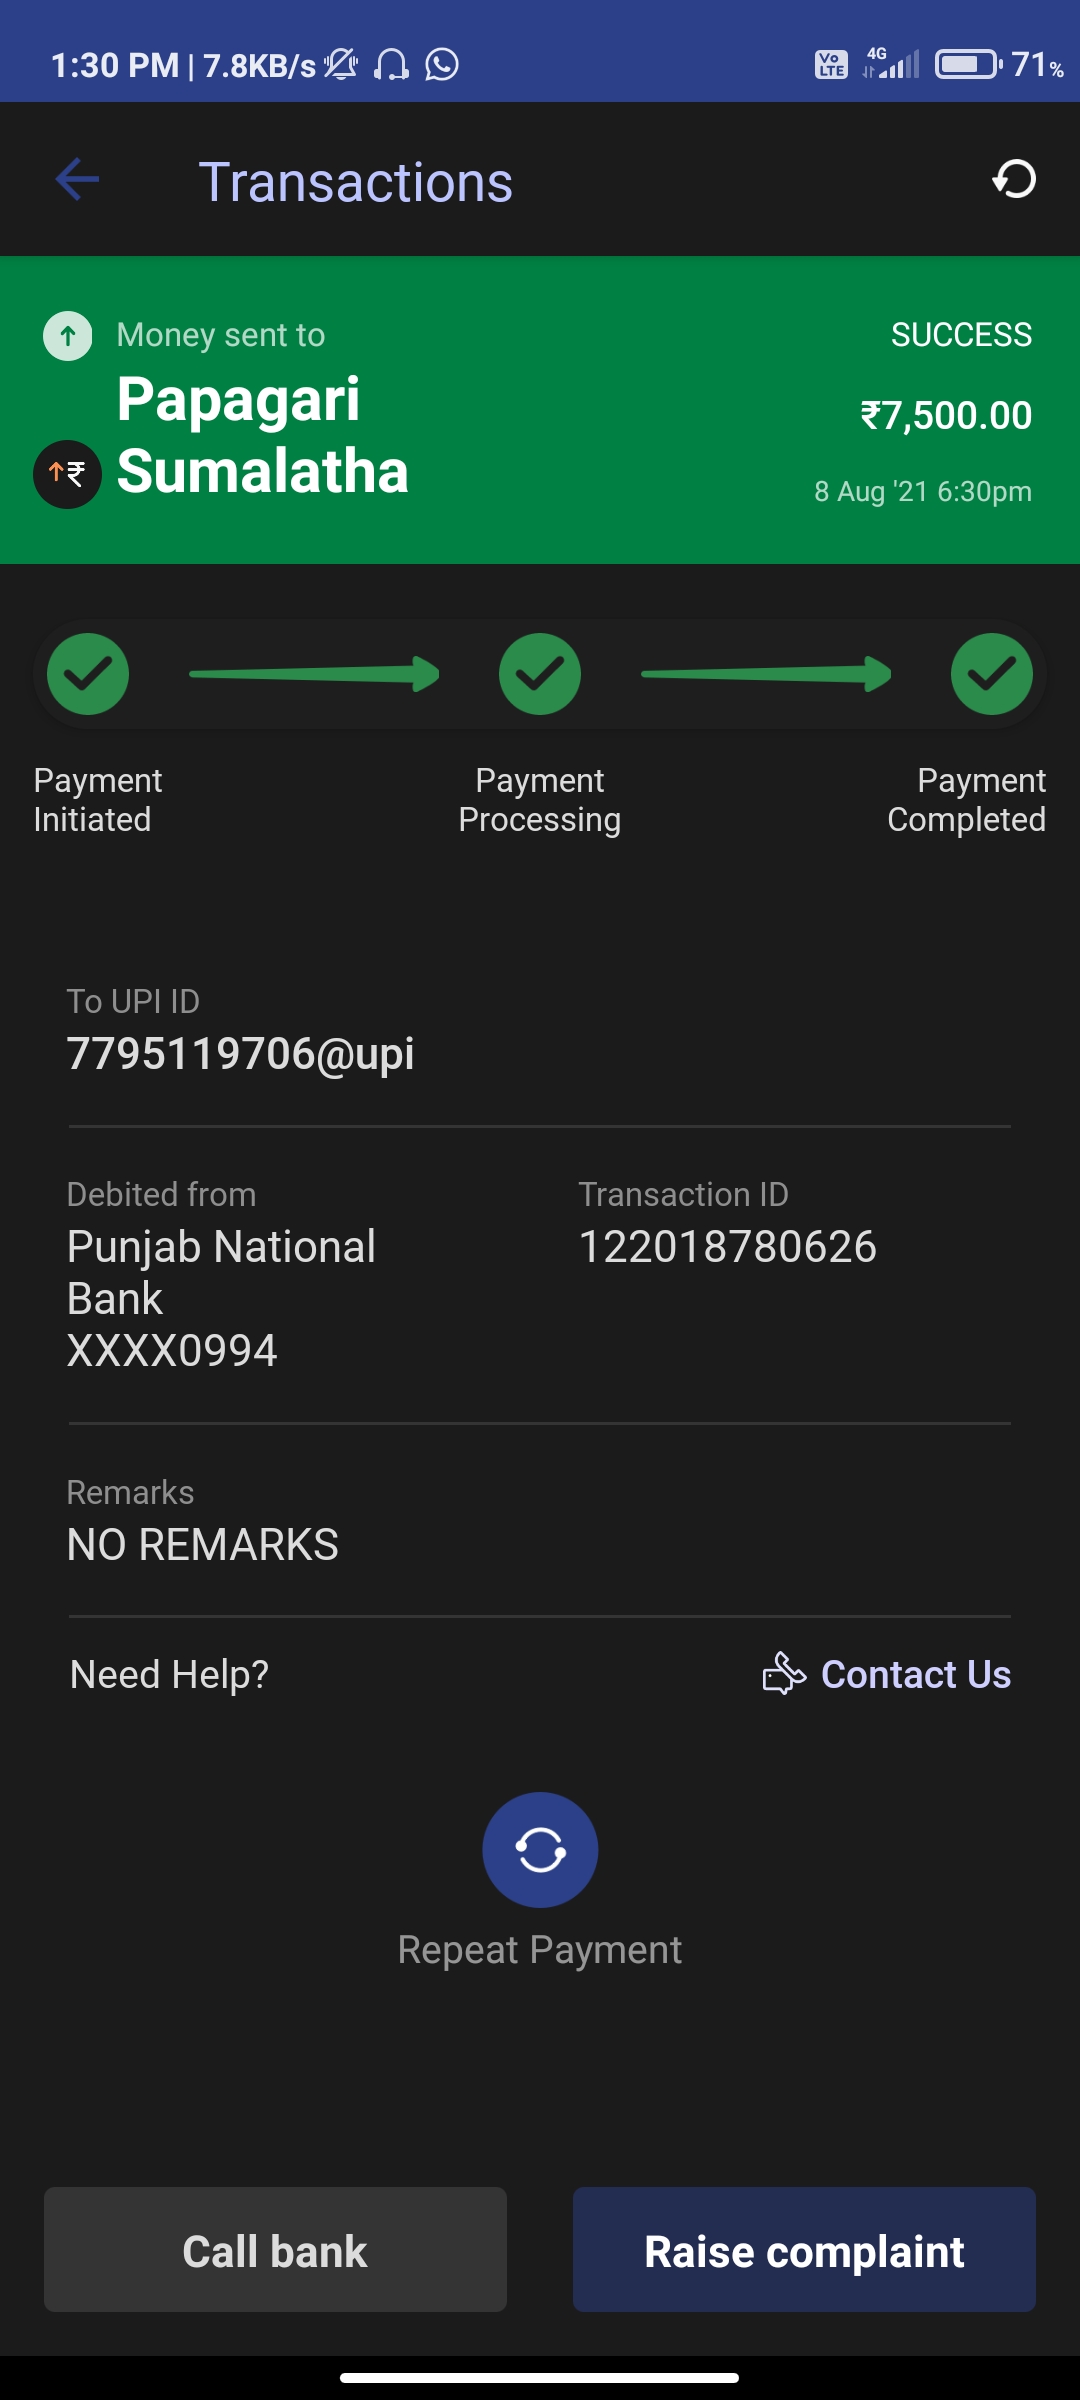 1:30 PM | 7.8KB/s
Vo LTE 4G 71%
Transactions
Money sent to
Papagari
Sumalatha
SUCCESS
₹7,500.00
8 Aug '21 6:30pm
↑₹
Payment
Initiated
Payment
Processing
Payment
Completed
To UPI ID
7795119706@upi
Debited from
Punjab National
Bank
XXXX0994
Transaction ID
122018780626
Remarks
NO REMARKS
Need Help?
Contact Us
Repeat Payment
Call bank
Raise complaint